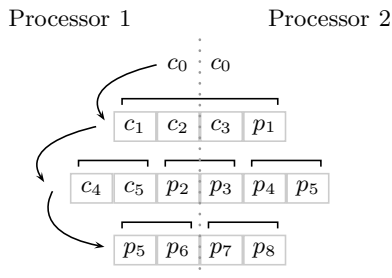 Processor 1 Processor 2
c₀ c₀
c₁ c₂ c₃ p₁
c₄ c₅ p₂ p₃ p₄ p₅
p₅ p₆ p₇ p₈